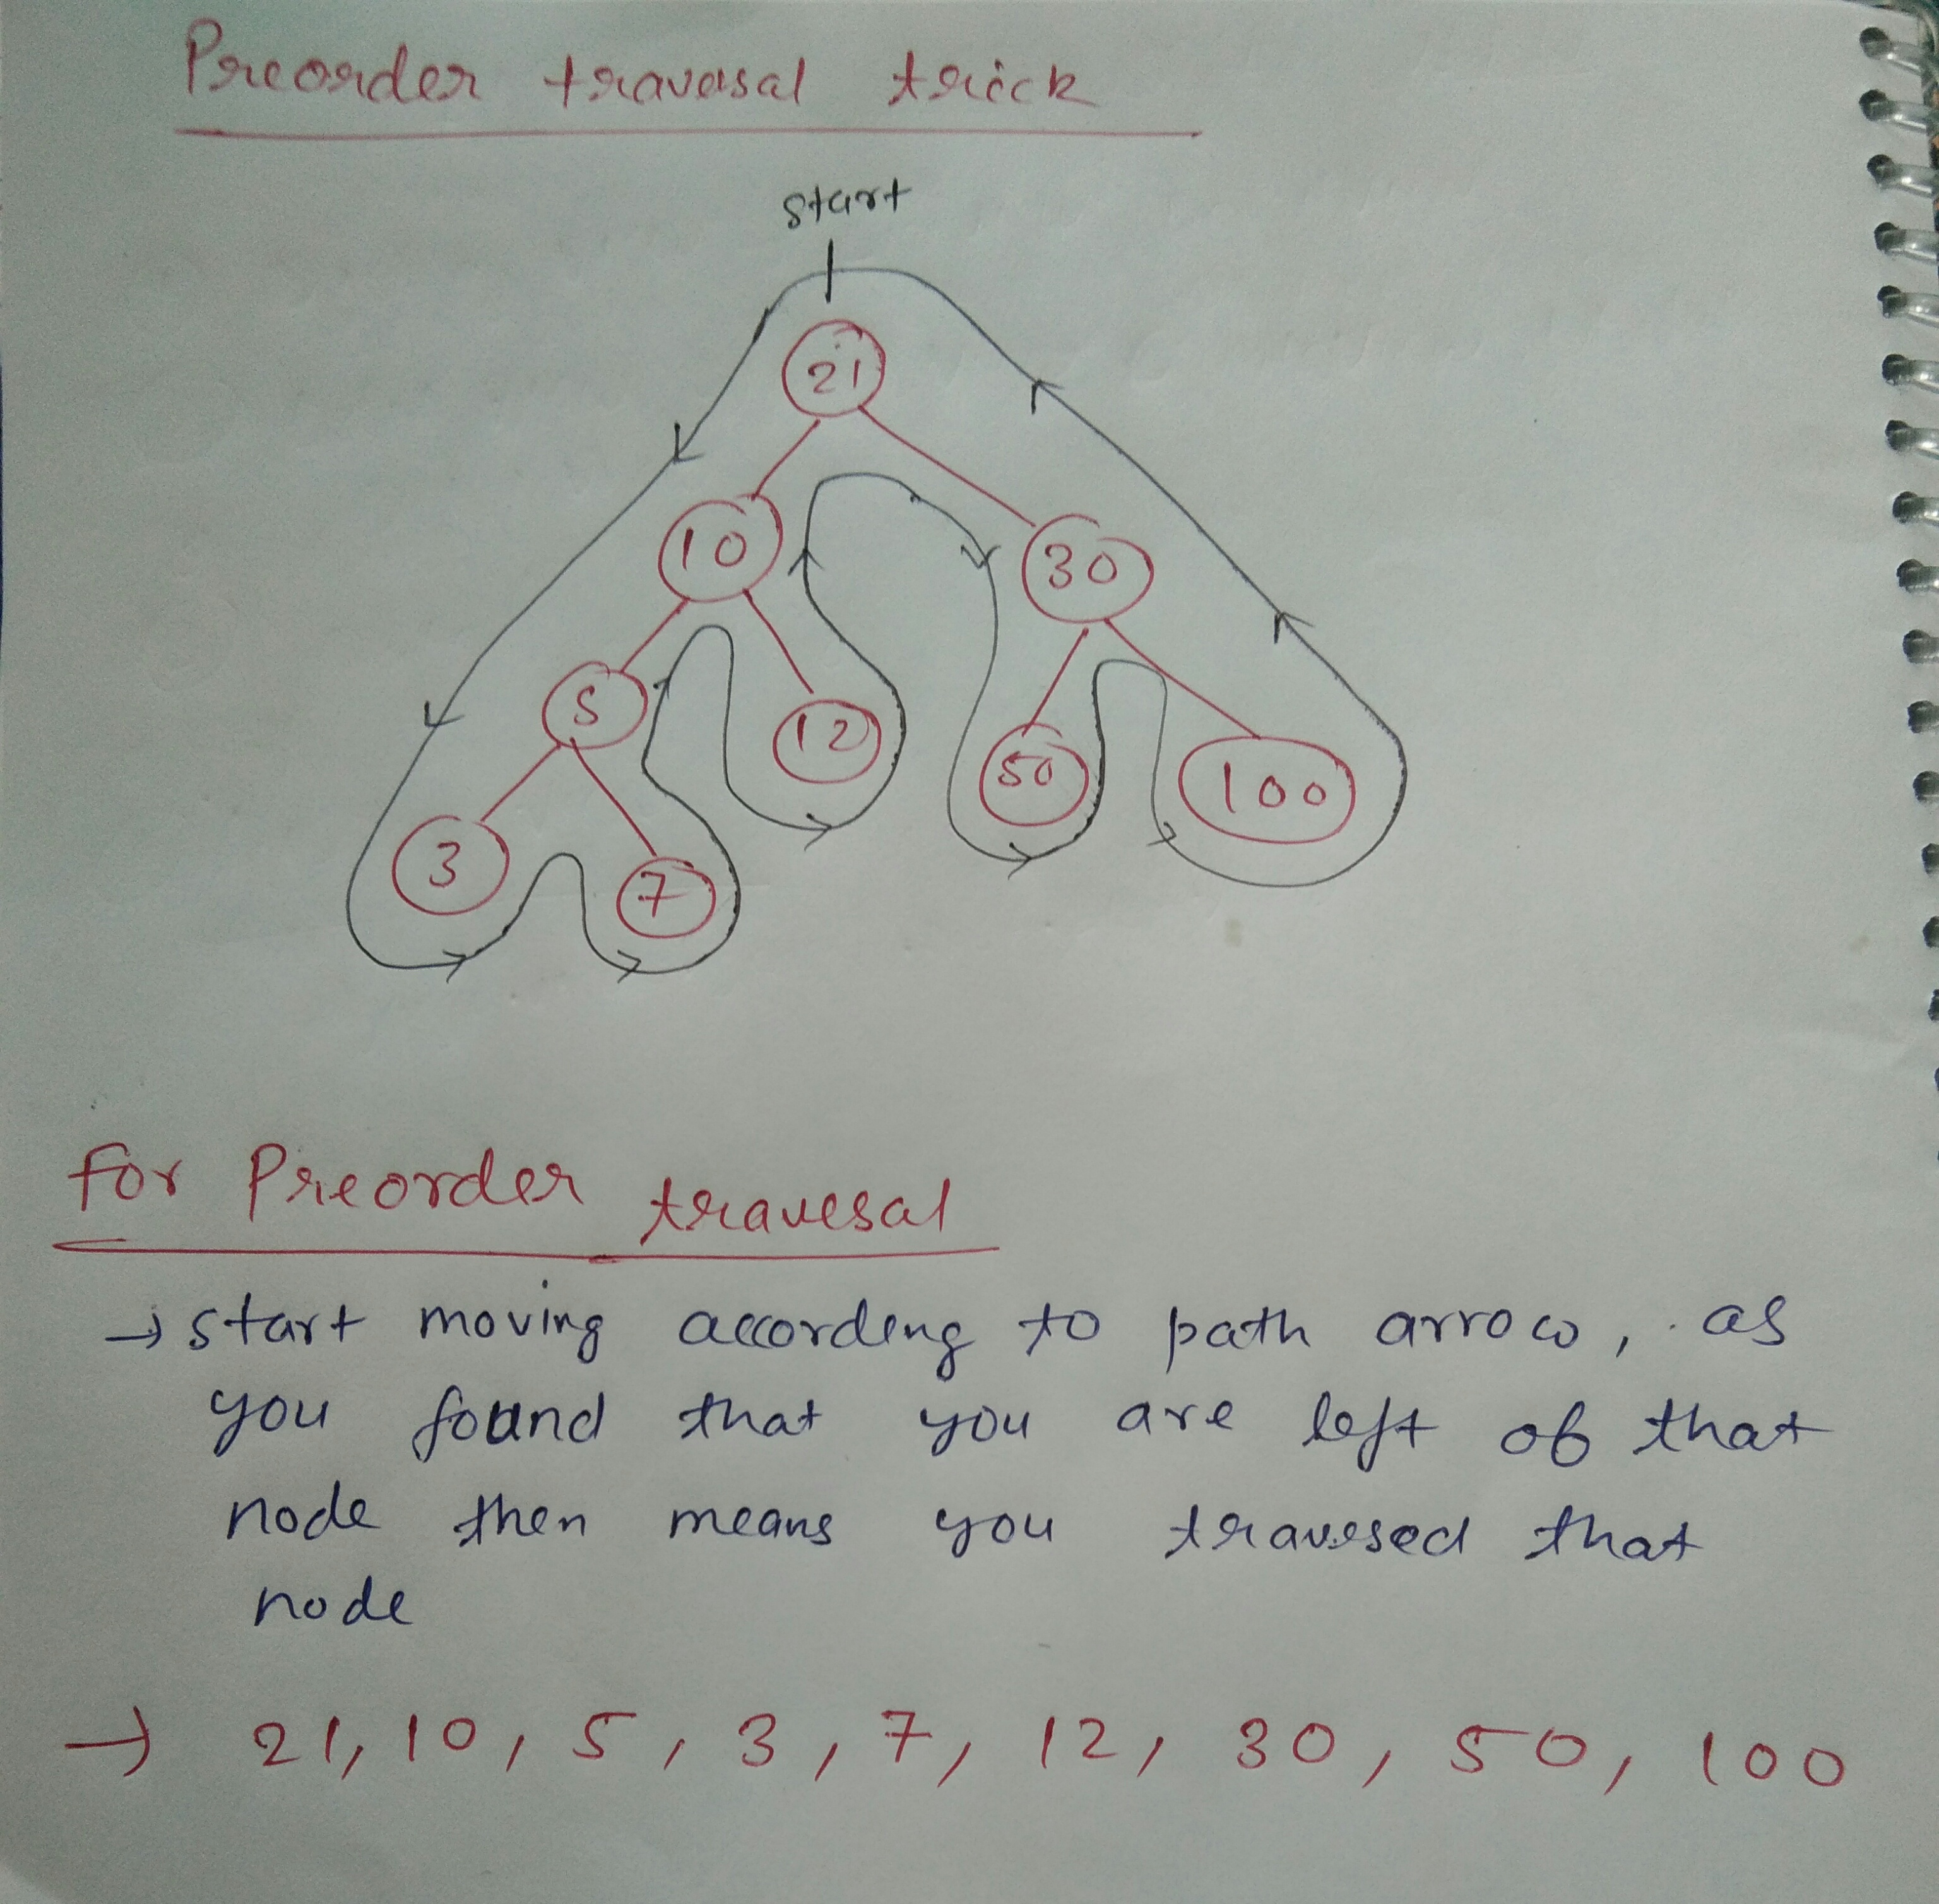 Preorder traversal trick
start
21
10
30
5
12
50
100
3
7
for Preorder travesal
→ start moving according to path arrow, as
you found that you are left of that
node then means you travesed that
node
→ 21, 10, 5, 3, 7, 12, 30, 50, 100